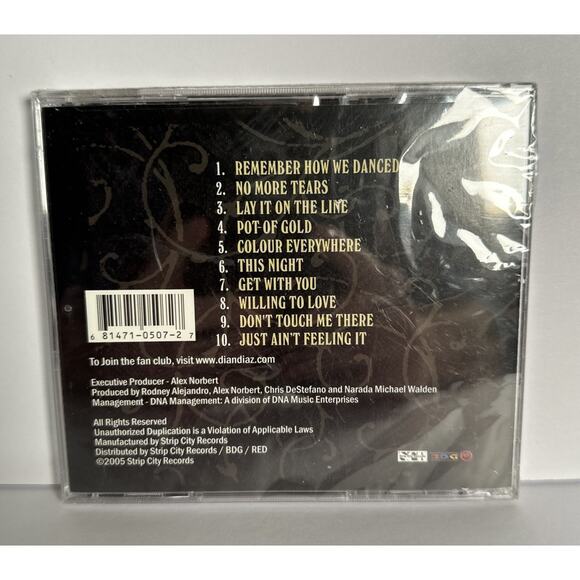 1. REMEMBER HOW WE DANCED
2. NO MORE TEARS
3. LAY IT ON THE LINE
4. POT OF GOLD
5. COLOUR EVERYWHERE
6. THIS NIGHT
7. GET WITH YOU
8. WILLING TO LOVE
9. DON'T TOUCH ME THERE
10. JUST AIN'T FEELING IT
6 81471-0507-2 7
To Join the fan club, visit www.diandiaz.com
Executive Producer - Alex Norbert
Produced by Rodney Alejandro, Alex Norbert, Chris DeStefano and Narada Michael Walden
Management - DNA Management: A division of DNA Music Enterprises
All Rights Reserved
Unauthorized Duplication is a Violation of Applicable Laws
Manufactured by Strip City Records
Distributed by Strip City Records / BDG / RED
©2005 Strip City Records
BDG